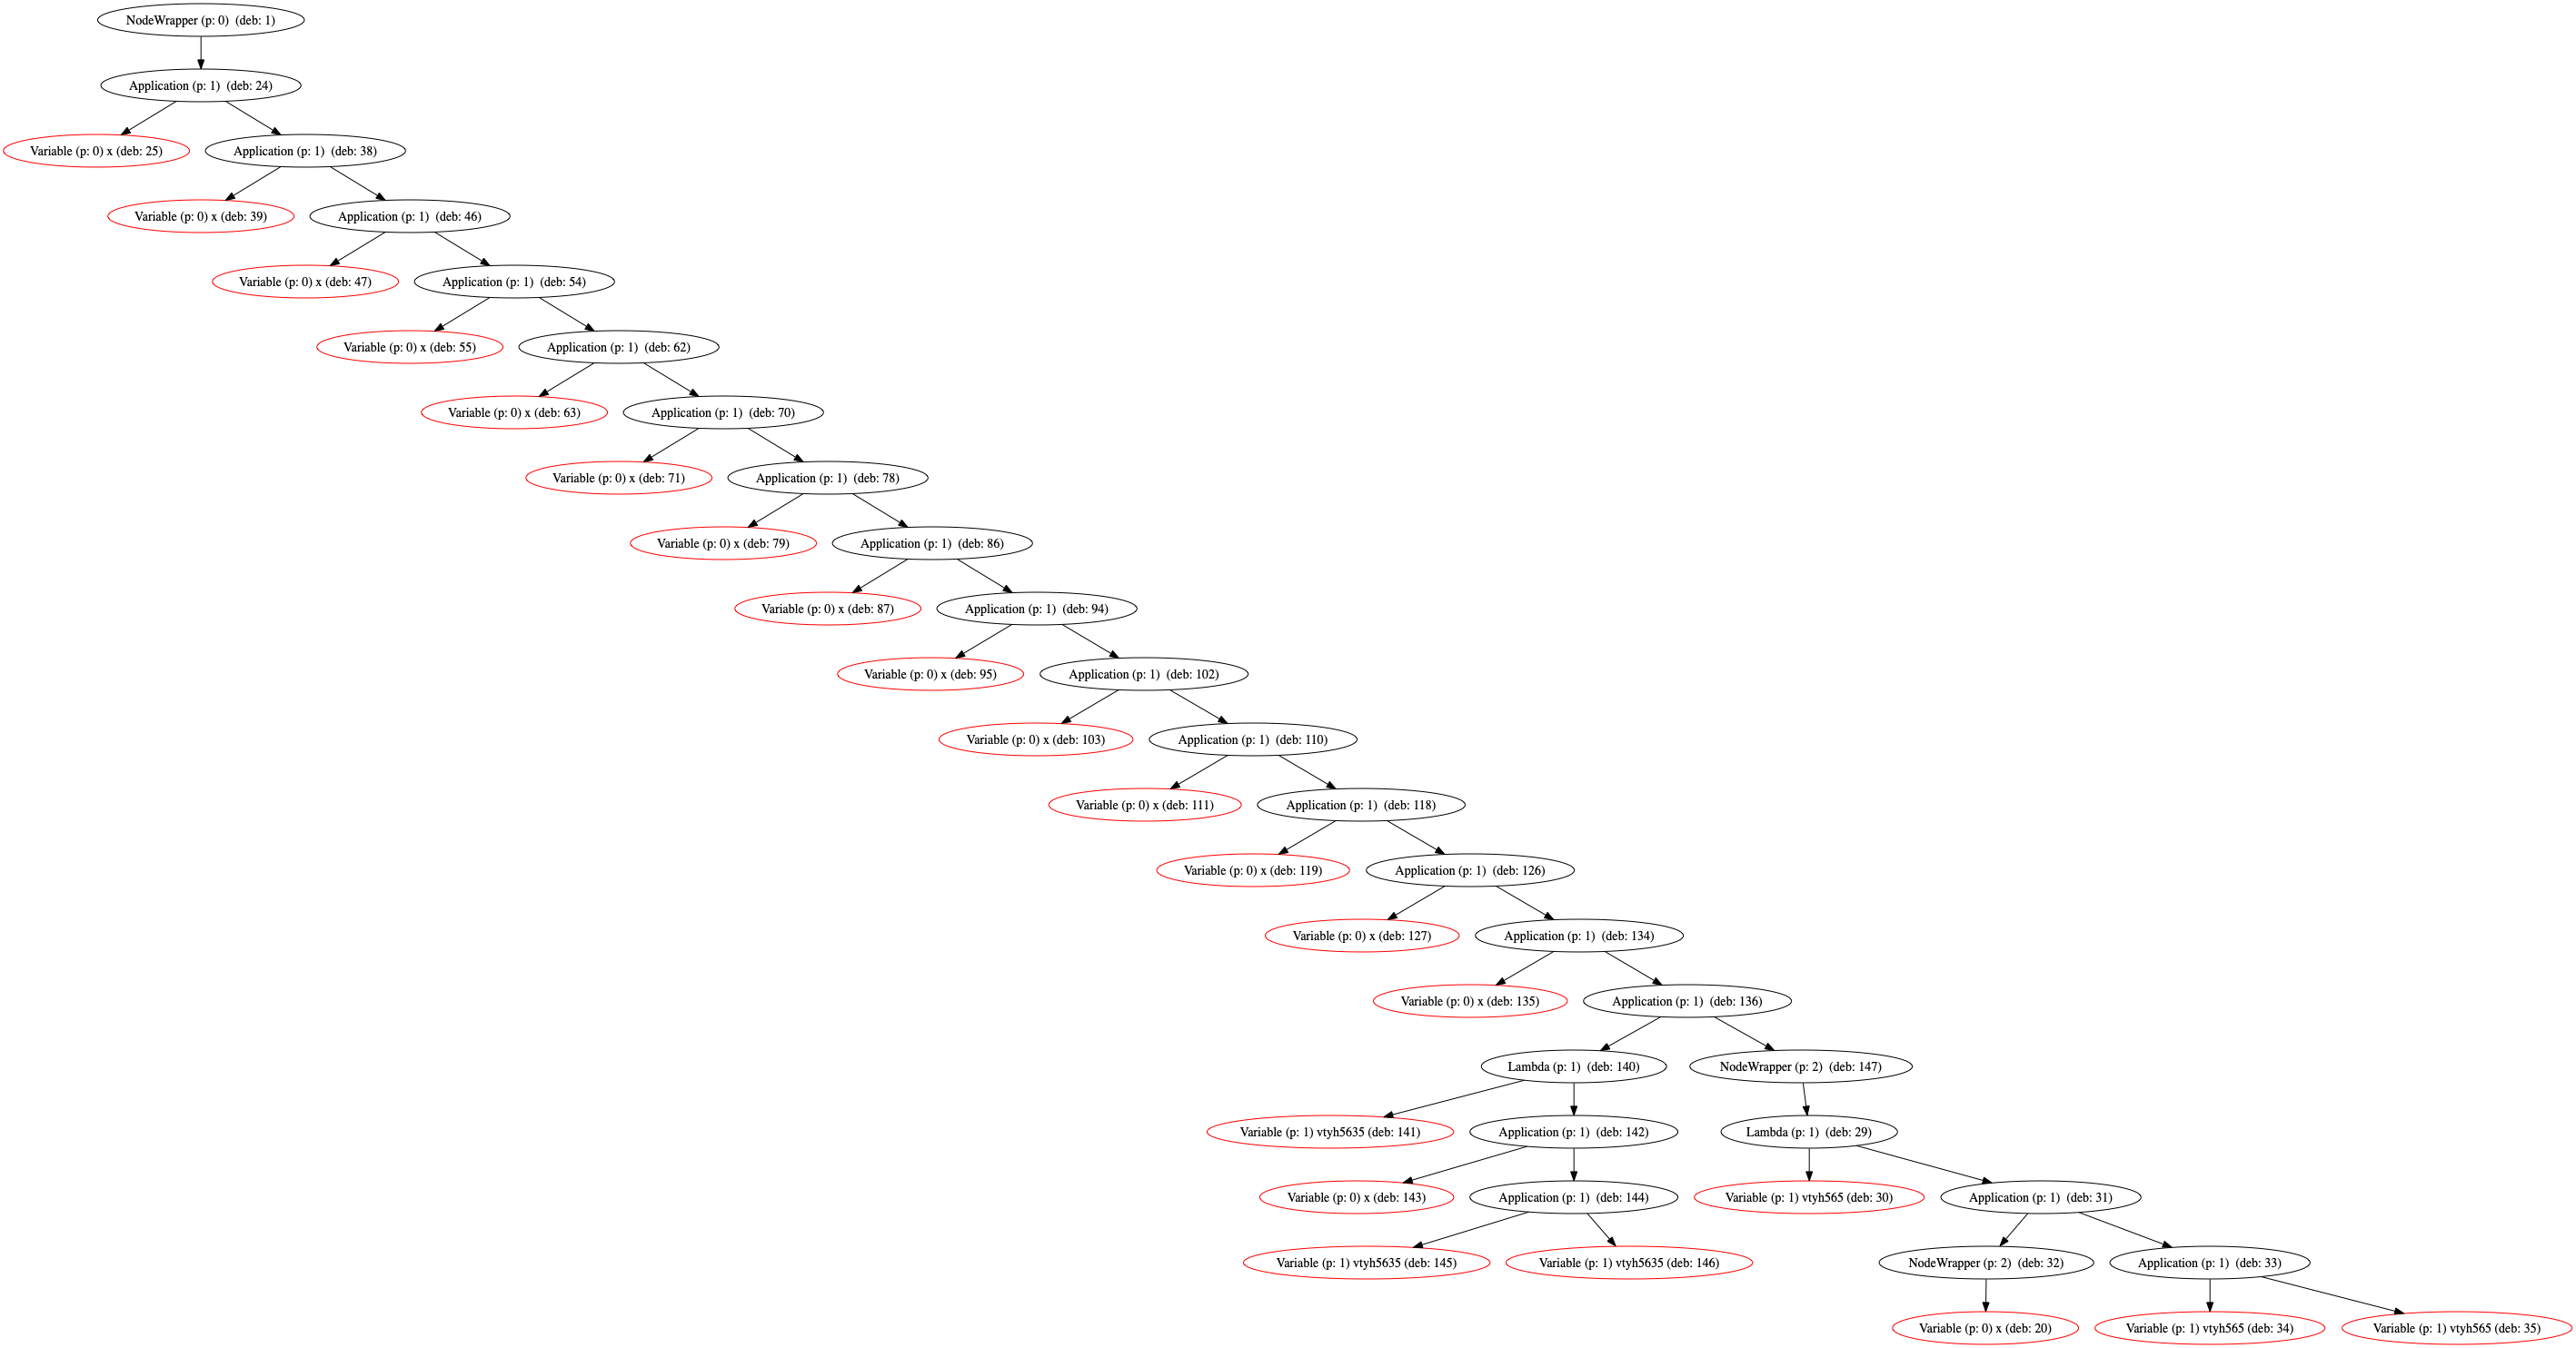 NodeWrapper (p: 0) (deb: 1)
Application (p: 1) (deb: 24)
Variable (p: 0) x (deb: 25)
Application (p: 1) (deb: 38)
Variable (p: 0) x (deb: 39)
Application (p: 1) (deb: 46)
Variable (p: 0) x (deb: 47)
Application (p: 1) (deb: 54)
Variable (p: 0) x (deb: 55)
Application (p: 1) (deb: 62)
Variable (p: 0) x (deb: 63)
Application (p: 1) (deb: 70)
Variable (p: 0) x (deb: 71)
Application (p: 1) (deb: 78)
Variable (p: 0) x (deb: 79)
Application (p: 1) (deb: 86)
Variable (p: 0) x (deb: 87)
Application (p: 1) (deb: 94)
Variable (p: 0) x (deb: 95)
Application (p: 1) (deb: 102)
Variable (p: 0) x (deb: 103)
Application (p: 1) (deb: 110)
Variable (p: 0) x (deb: 111)
Application (p: 1) (deb: 118)
Variable (p: 0) x (deb: 119)
Application (p: 1) (deb: 126)
Variable (p: 0) x (deb: 127)
Application (p: 1) (deb: 134)
Variable (p: 0) x (deb: 135)
Application (p: 1) (deb: 136)
Lambda (p: 1) (deb: 140)
NodeWrapper (p: 2) (deb: 147)
Variable (p: 1) vtyh5635 (deb: 141)
Application (p: 1) (deb: 142)
Lambda (p: 1) (deb: 29)
Variable (p: 0) x (deb: 143)
Application (p: 1) (deb: 144)
Variable (p: 1) vtyh565 (deb: 30)
Application (p: 1) (deb: 31)
Variable (p: 1) vtyh5635 (deb: 145)
Variable (p: 1) vtyh5635 (deb: 146)
NodeWrapper (p: 2) (deb: 32)
Application (p: 1) (deb: 33)
Variable (p: 0) x (deb: 20)
Variable (p: 1) vtyh565 (deb: 34)
Variable (p: 1) vtyh565 (deb: 35)